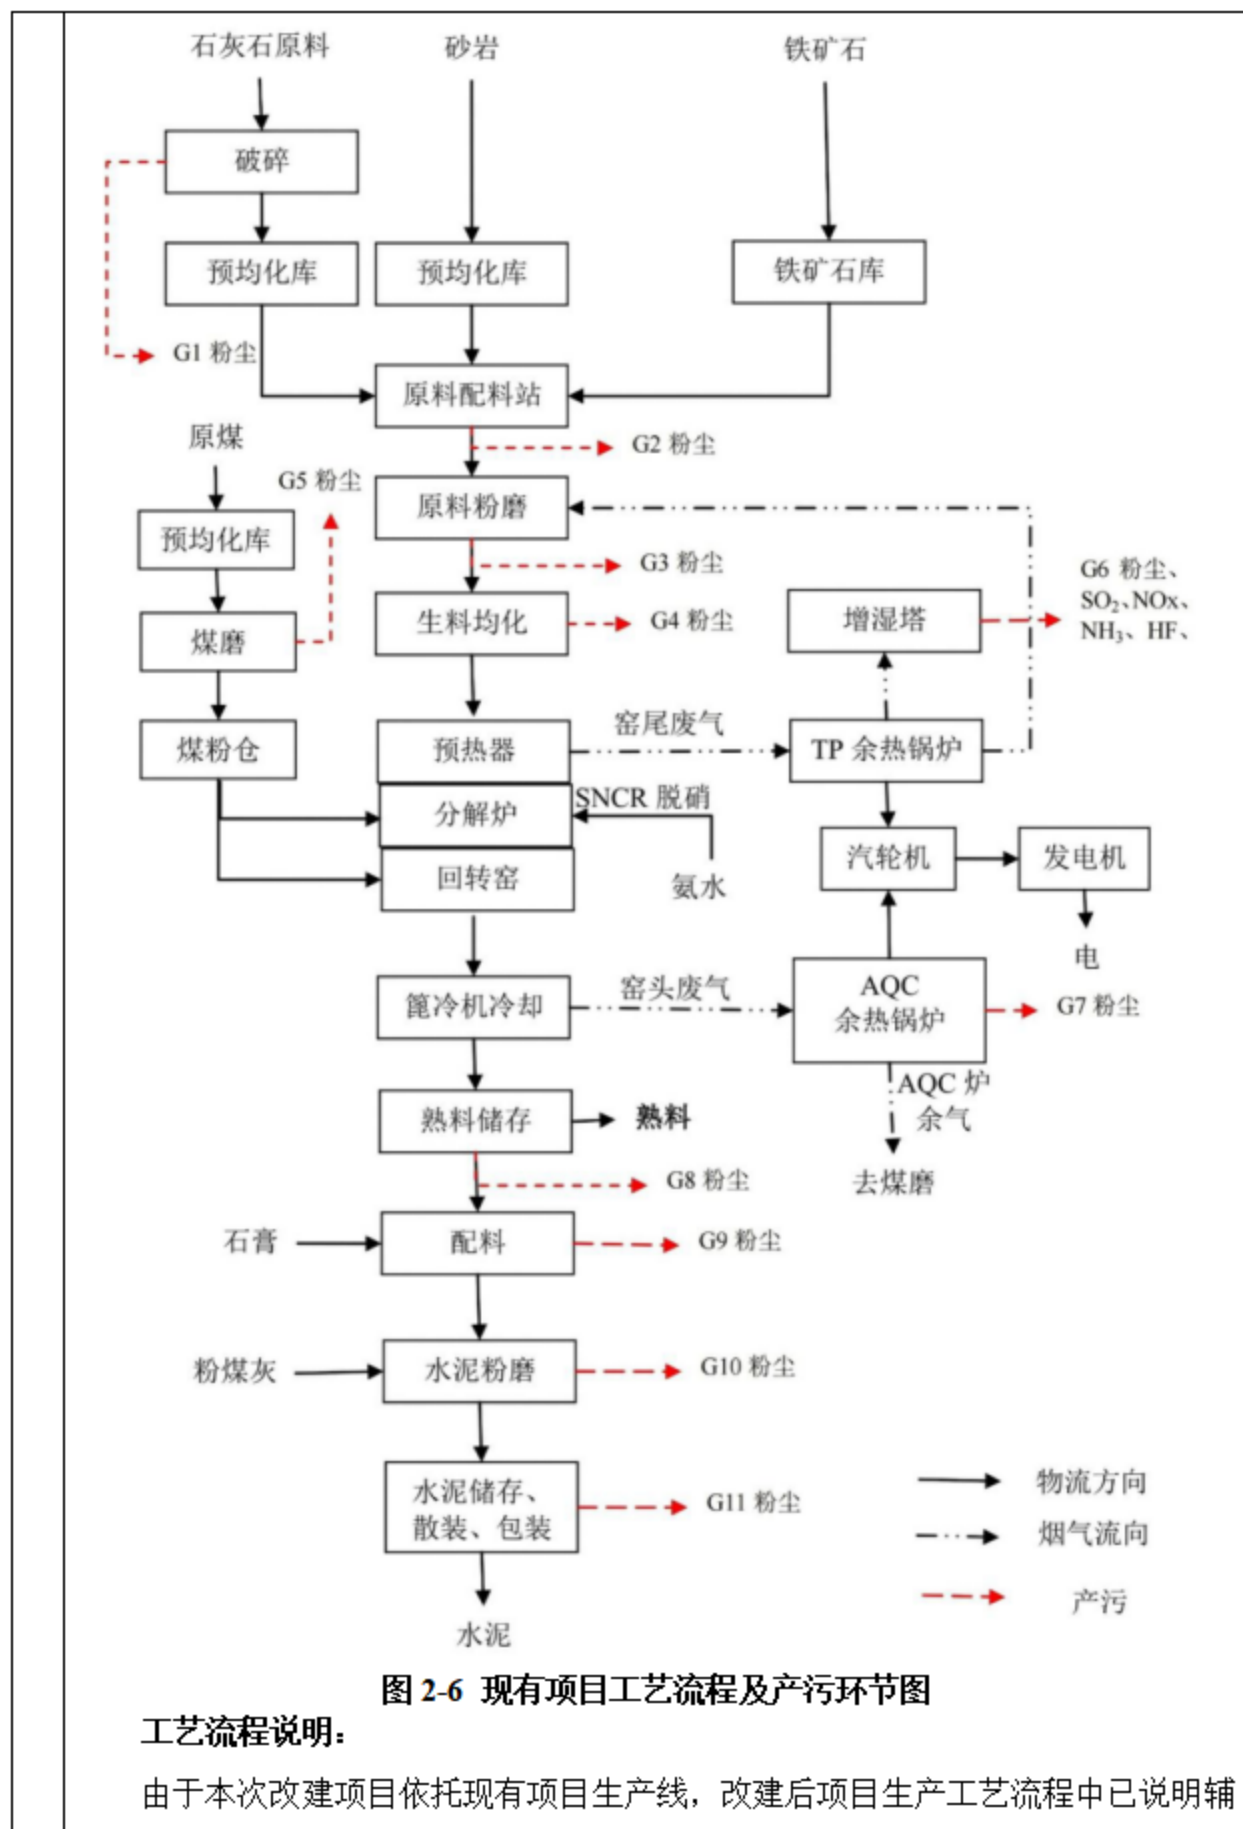 石灰石原料
砂岩
铁矿石
破碎
预均化库
预均化库
铁矿石库
G1 粉尘
原料配料站
原煤
G2 粉尘
G5 粉尘
原料粉磨
预均化库
G3 粉尘
G6 粉尘、
SO₂、NOx、
NH₃、HF、
生料均化
G4 粉尘
增湿塔
煤磨
窑尾废气
煤粉仓
预热器
TP 余热锅炉
SNCR 脱硝
分解炉
汽轮机
发电机
回转窑
氨水
电
篦冷机冷却
窑头废气
AQC
余热锅炉
G7 粉尘
AQC 炉
余气
熟料储存
熟料
G8 粉尘
去煤磨
石膏
配料
G9 粉尘
粉煤灰
水泥粉磨
G10 粉尘
水泥储存、
散装、包装
G11 粉尘
物流方向
烟气流向
产污
水泥
图 2-6 现有项目工艺流程及产污环节图
工艺流程说明：
由于本次改建项目依托现有项目生产线，改建后项目生产工艺流程中已说明辅